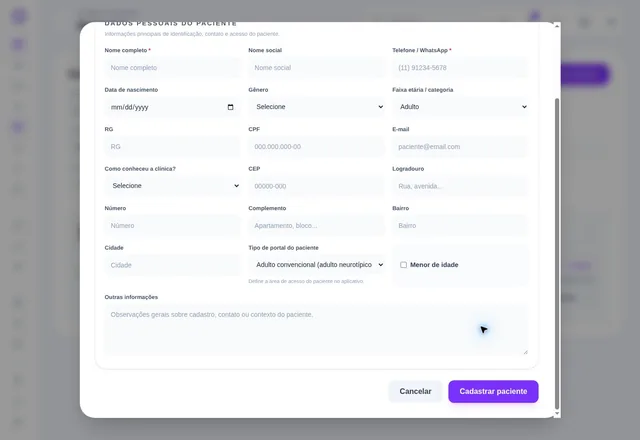 DADOS PESSOAIS DO PACIENTE
Informações principais de identificação, contato e acesso do paciente.
Nome completo * Nome social Telefone / WhatsApp *
Nome completo Nome social (11) 91234-5678
Data de nascimento Gênero Faixa etária / categoria
mm/dd/yyyy Selecione Adulto
RG CPF E-mail
RG 000.000.000-00 paciente@email.com
Como conheceu a clínica? CEP Logradouro
Selecione 00000-000 Rua, avenida...
Número Complemento Bairro
Número Apartamento, bloco... Bairro
Cidade Tipo de portal do paciente
Cidade Adulto convencional (adulto neurotípico Menor de idade
Define a área de acesso do paciente no aplicativo.
Outras informações
Observações gerais sobre cadastro, contato ou contexto do paciente.
Cancelar Cadastrar paciente